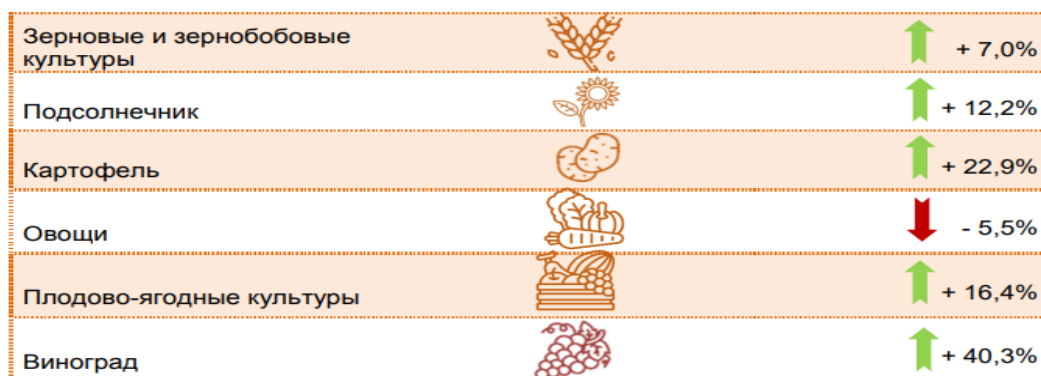 Зерновые и зернобобовые
культуры
+ 7,0%
Подсолнечник
+ 12,2%
Картофель
+ 22,9%
Овощи
- 5,5%
Плодово-ягодные культуры
+ 16,4%
Виноград
+ 40,3%